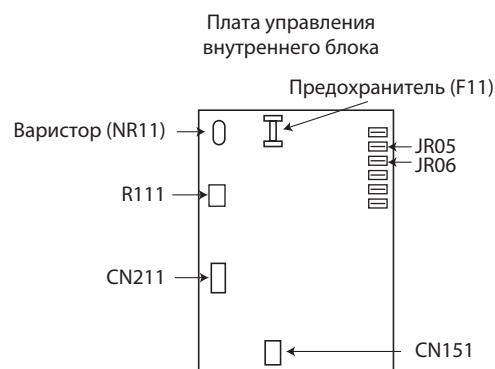 Плата управления
внутреннего блока
Предохранитель (F11)
Варистор (NR11)
JR05
JR06
R111
CN211
CN151